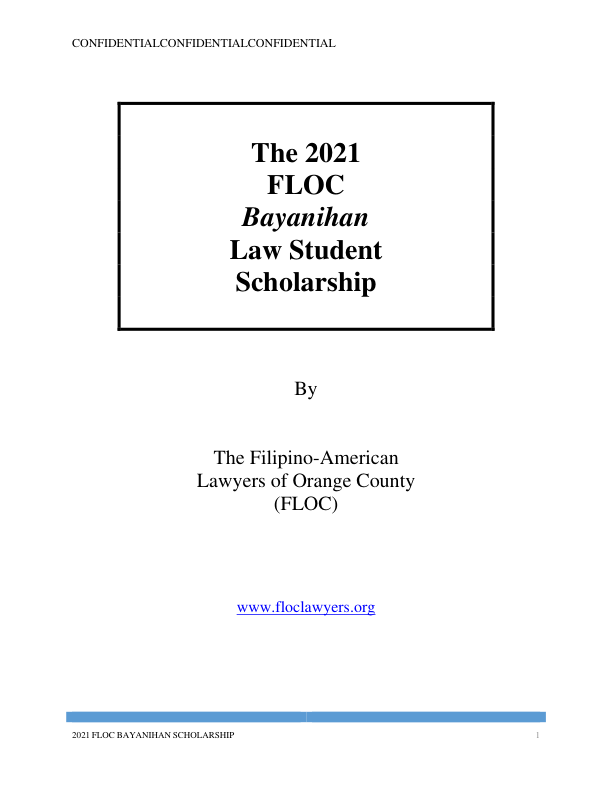 CONFIDENTIALCONFIDENTIALCONFIDENTIAL
The 2021
FLOC
Bayanihan
Law Student
Scholarship
By
The Filipino-American
Lawyers of Orange County
(FLOC)
www.floclawyers.org
2021 FLOC BAYANIHAN SCHOLARSHIP 1